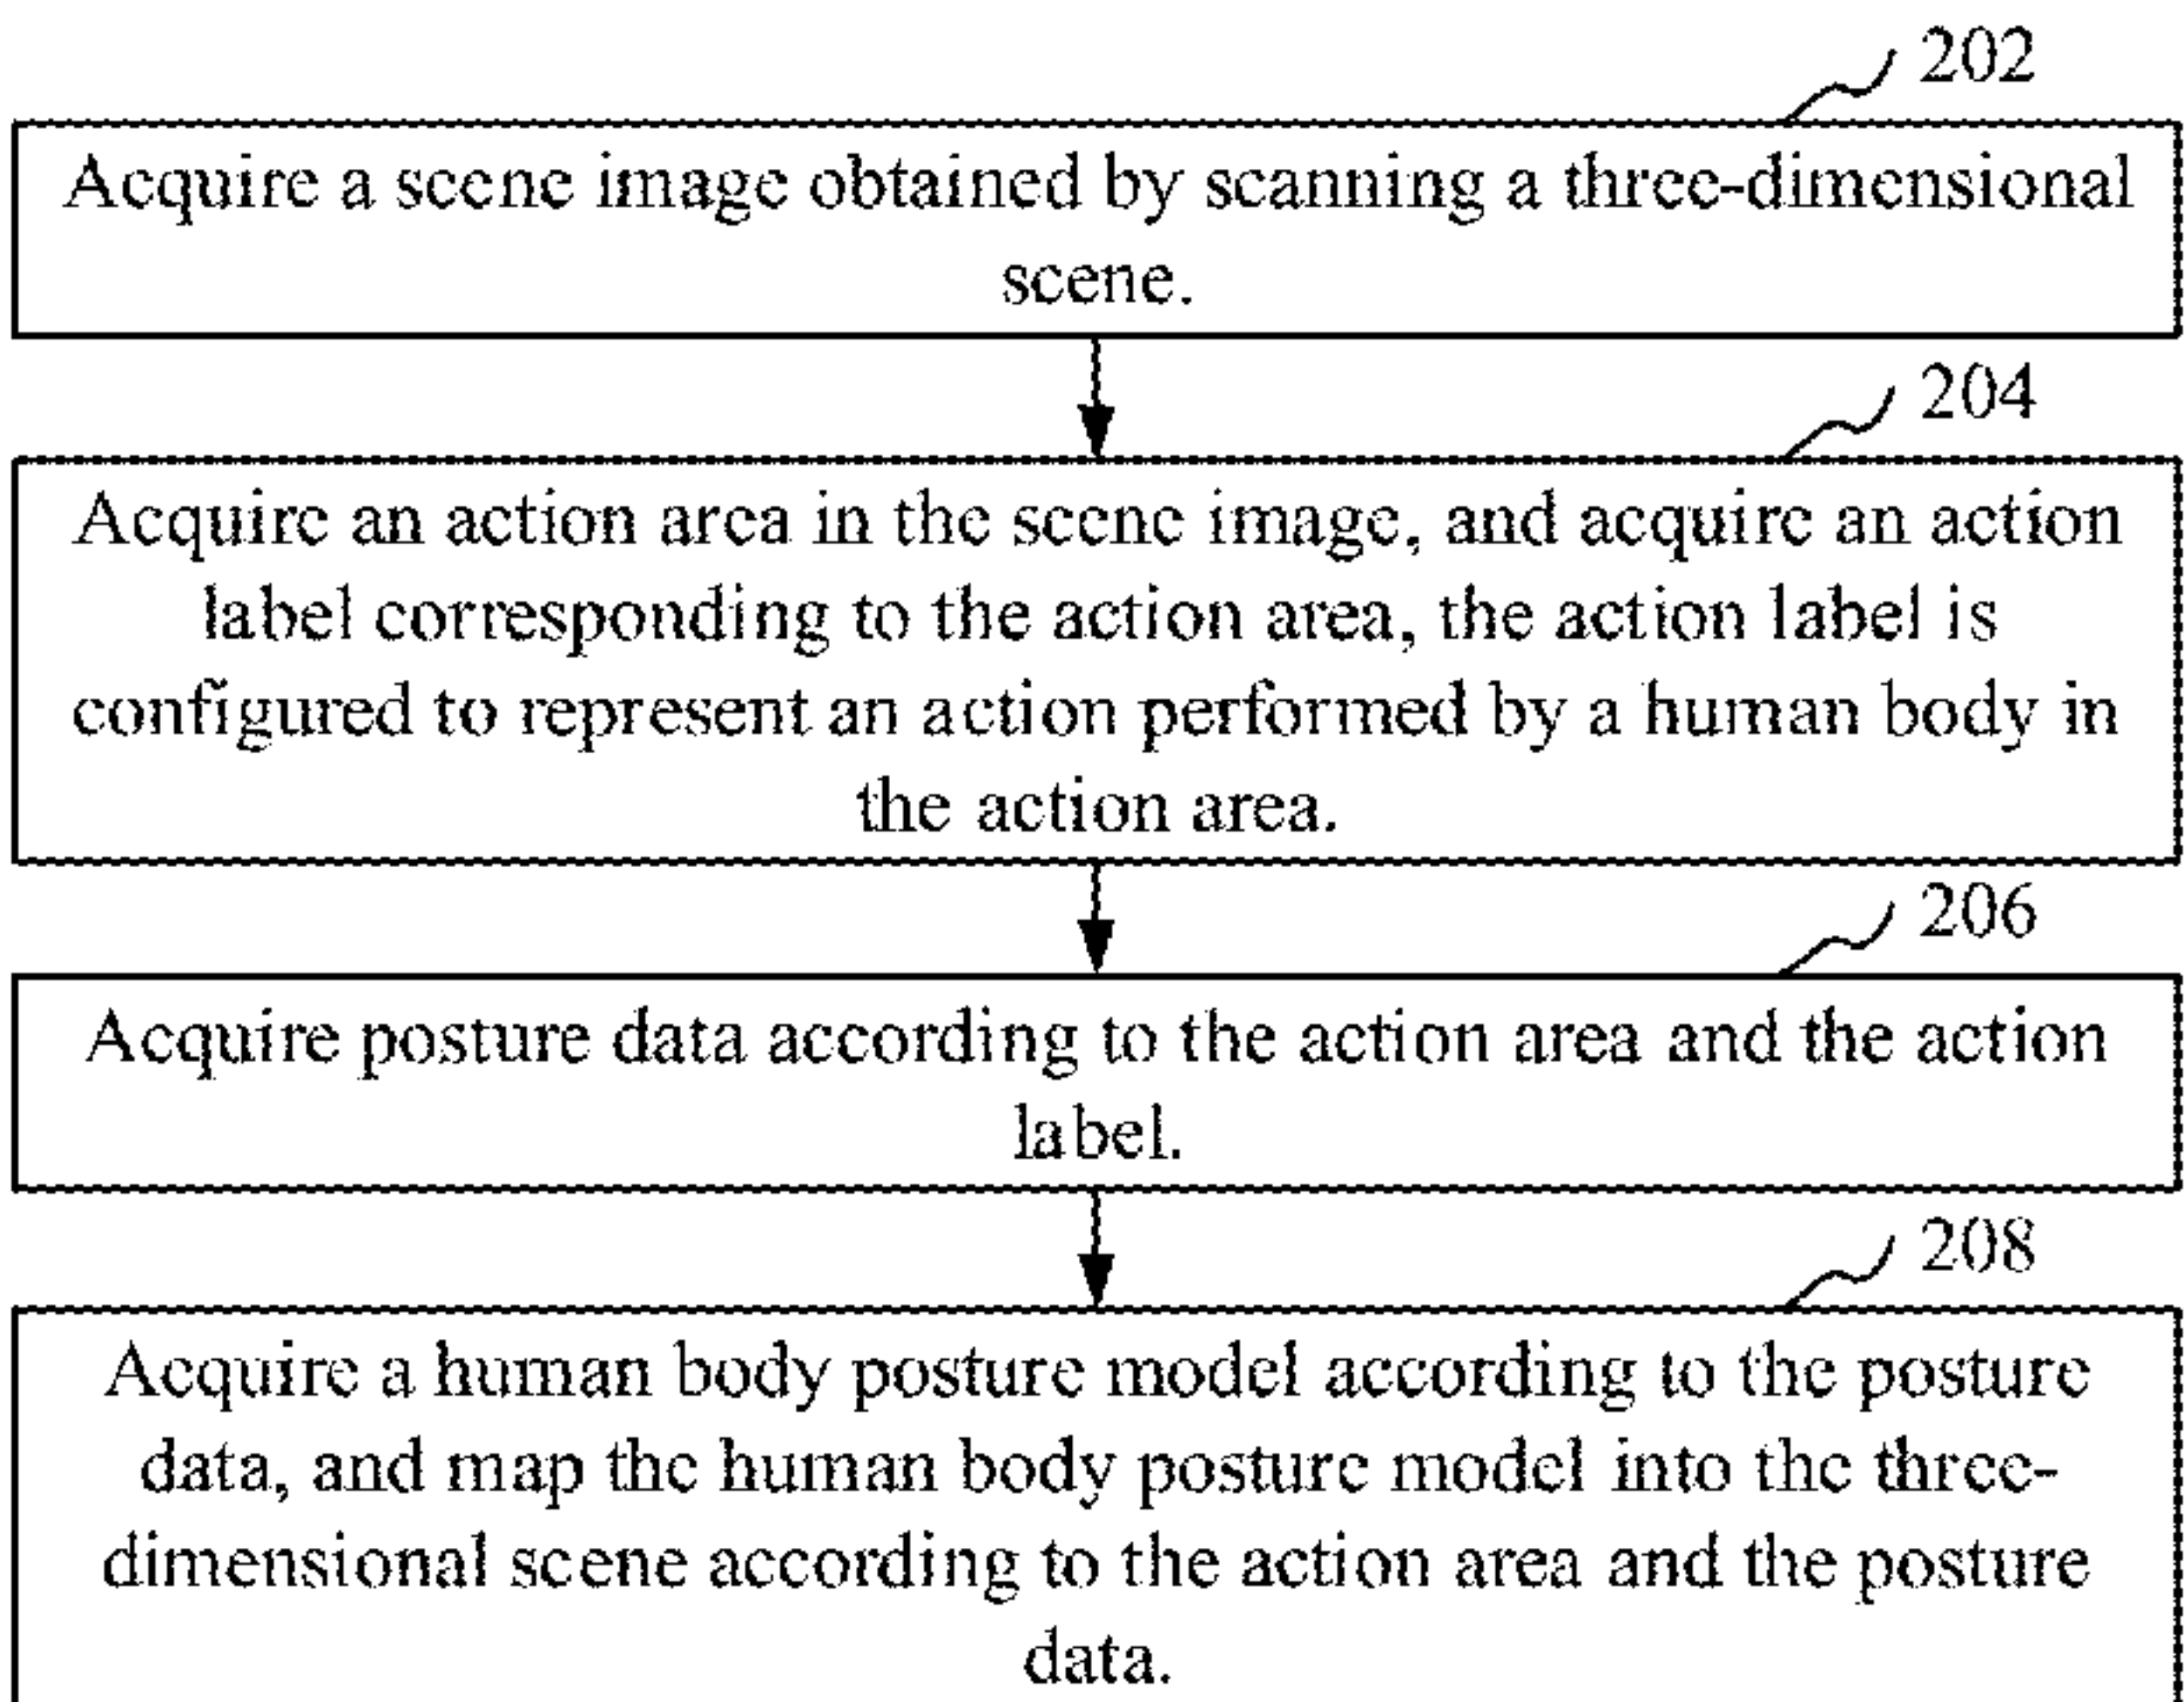 202
Acquire a scene image obtained by scanning a three-dimensional
scene.
204
Acquire an action area in the scene image, and acquire an action
label corresponding to the action area, the action label is
configured to represent an action performed by a human body in
the action area.
206
Acquire posture data according to the action area and the action
label.
208
Acquire a human body posture model according to the posture
data, and map the human body posture model into the three-
dimensional scene according to the action area and the posture
data.